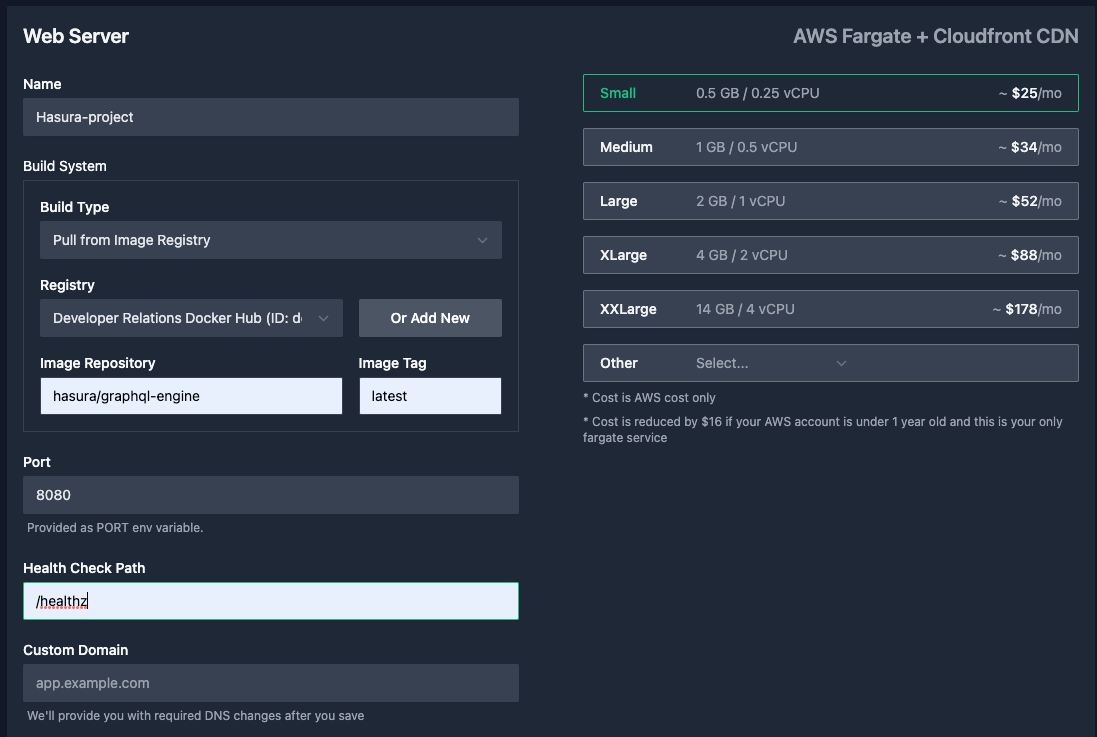 Web Server
AWS Fargate + Cloudfront CDN
Name
Hasura-project
Build System
Build Type
Pull from Image Registry
Registry
Developer Relations Docker Hub (ID: d
Or Add New
Image Repository
Image Tag
hasura/graphql-engine
latest
Port
8080
Provided as PORT env variable.
Health Check Path
/healthz
Custom Domain
app.example.com
We'll provide you with required DNS changes after you save
Small 0.5 GB / 0.25 vCPU ~ $25/mo
Medium 1 GB / 0.5 vCPU ~ $34/mo
Large 2 GB / 1 vCPU ~ $52/mo
XLarge 4 GB / 2 vCPU ~ $88/mo
XXLarge 14 GB / 4 vCPU ~ $178/mo
Other Select...
* Cost is AWS cost only
* Cost is reduced by $16 if your AWS account is under 1 year old and this is your only
fargate service